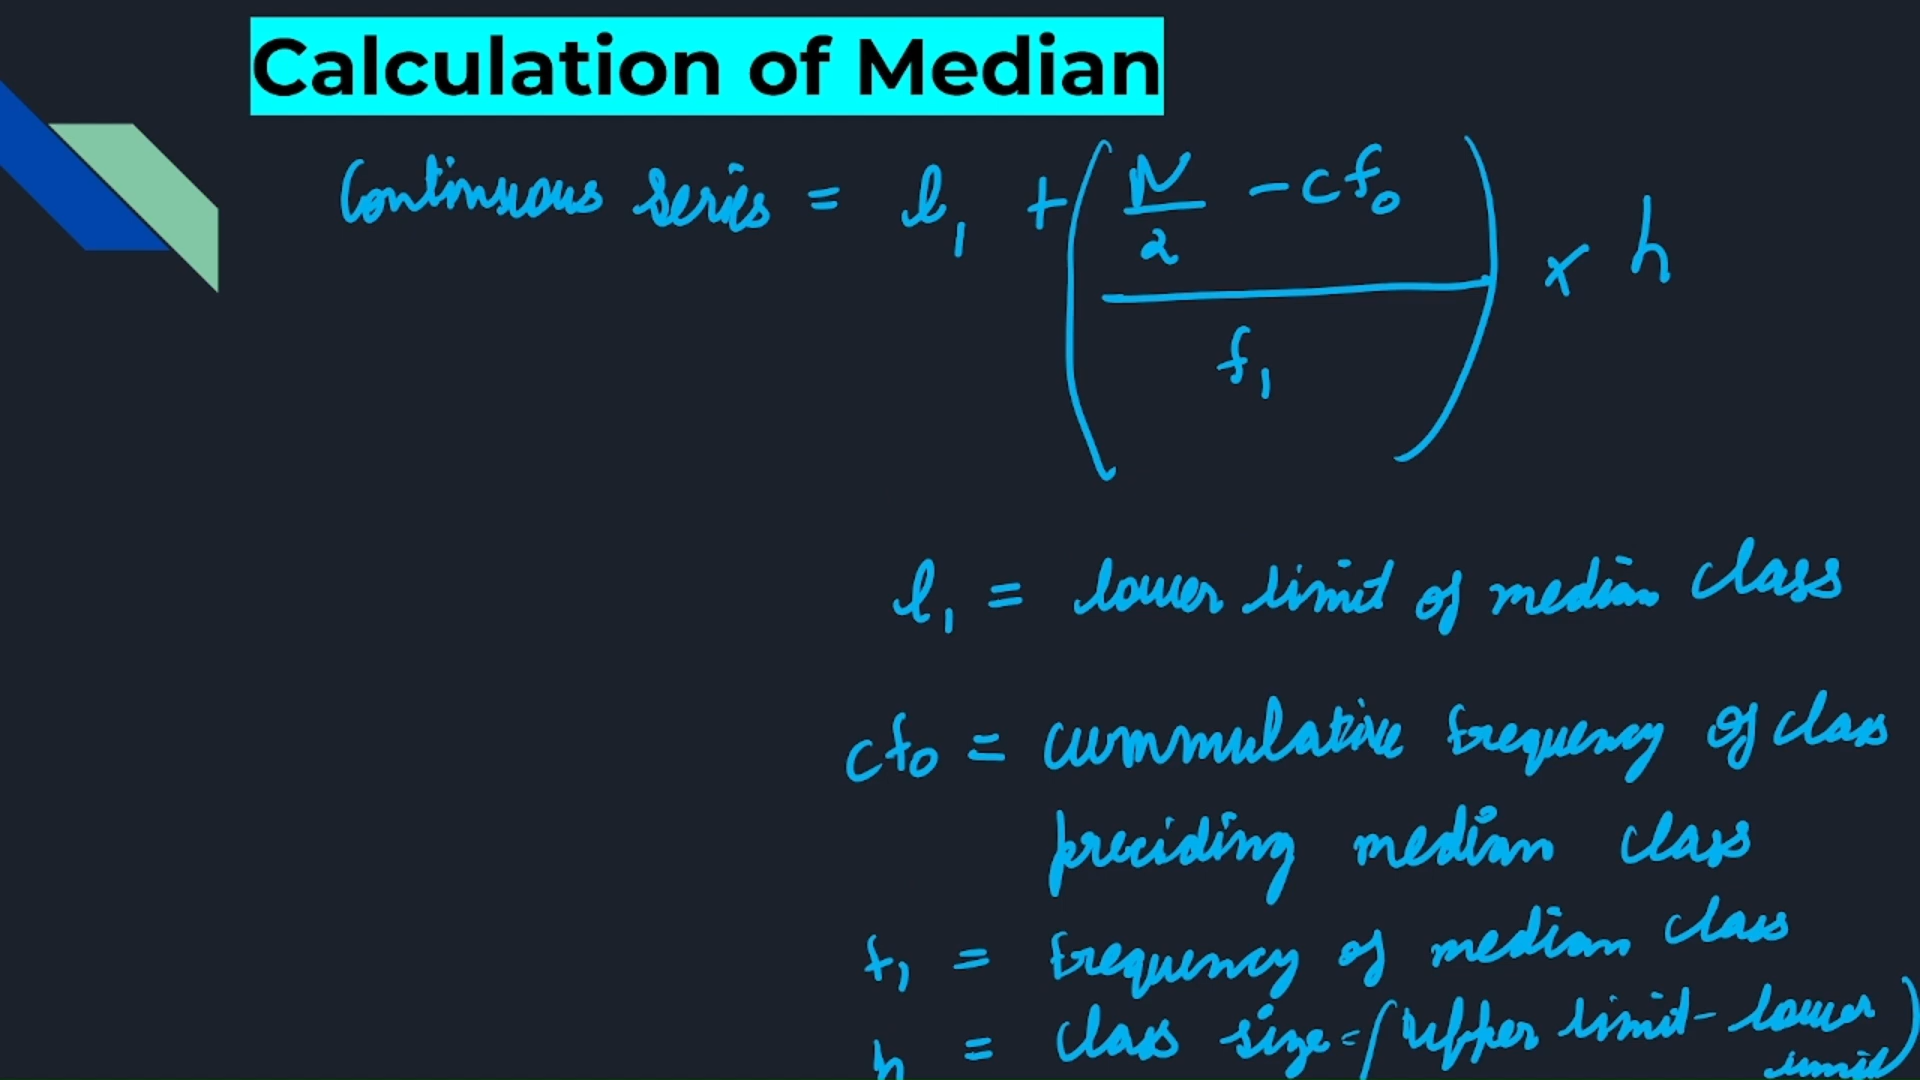 Calculation of Median
Continuous Series = l₁ + ( (N/2 - cf₀) / f₁ ) × h
l₁ = lower limit of median class
cf₀ = cummulative frequency of class
preciding median class
f₁ = frequency of median class
h = class size = (upper limit - lower
limit)